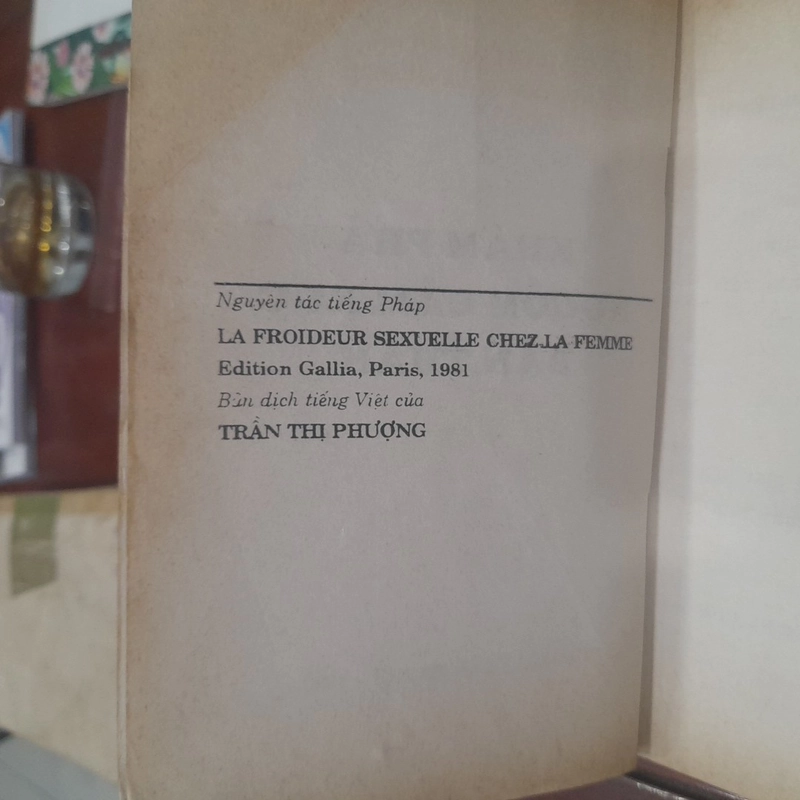 Nguyên tác tiếng Pháp
LA FROIDEUR SEXUELLE CHEZ LA FEMME
Edition Gallia, Paris, 1981
Bản dịch tiếng Việt của
TRẦN THỊ PHƯỢNG